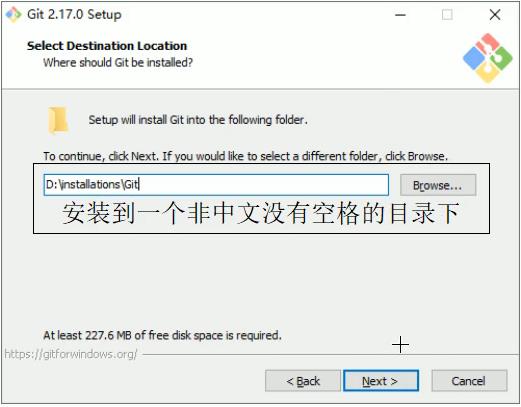 Git 2.17.0 Setup
Select Destination Location
Where should Git be installed?
Setup will install Git into the following folder.
To continue, click Next. If you would like to select a different folder, click Browse.
D:\installations\Git
Browse...
安装到一个非中文没有空格的目录下
At least 227.6 MB of free disk space is required.
https://gitforwindows.org/
< Back
Next >
Cancel